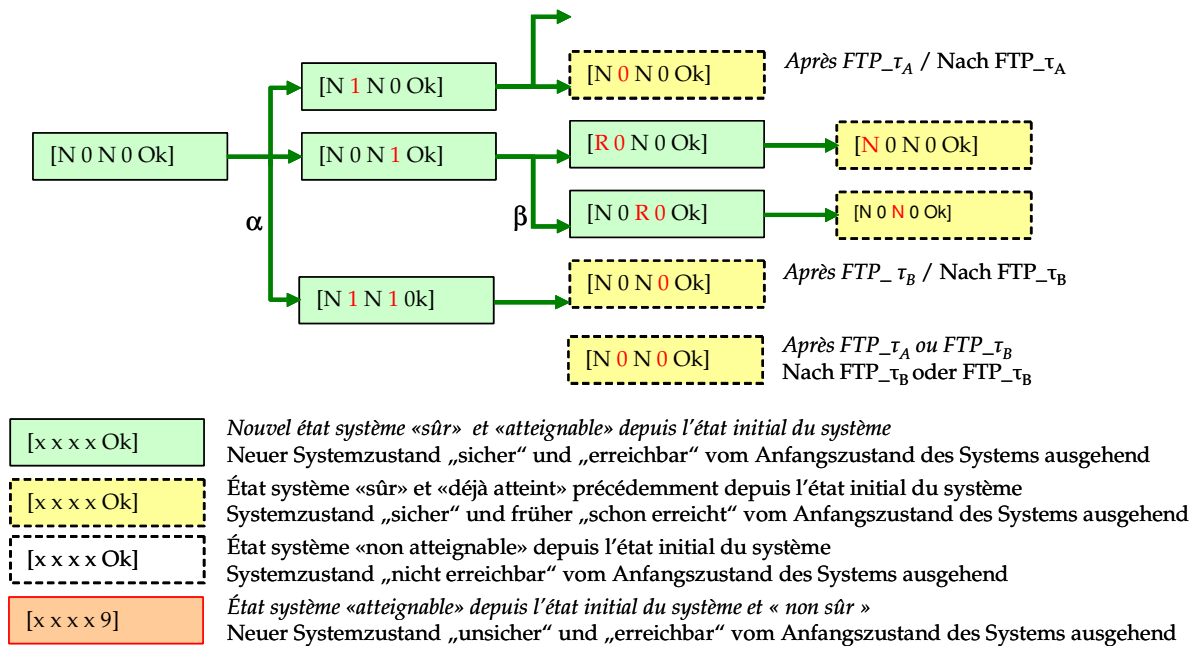 [N 0 N 0 Ok] Après FTP_τA / Nach FTP_τA
[N 1 N 0 Ok]
[N 0 N 0 Ok] [N 0 N 1 Ok] [R 0 N 0 Ok] [N 0 N 0 Ok]
α β [N 0 R 0 Ok] [N 0 N 0 Ok]
[N 1 N 1 0k] [N 0 N 0 Ok] Après FTP_ τB / Nach FTP_τB
[N 0 N 0 Ok] Après FTP_τA ou FTP_τB
Nach FTP_τB oder FTP_τB
[x x x x Ok] Nouvel état système «sûr» et «atteignable» depuis l’état initial du système
Neuer Systemzustand „sicher“ und „erreichbar“ vom Anfangszustand des Systems ausgehend
[x x x x Ok] État système «sûr» et «déjà atteint» précédemment depuis l’état initial du système
Systemzustand „sicher“ und früher „schon erreicht“ vom Anfangszustand des Systems ausgehend
[x x x x Ok] État système «non atteignable» depuis l’état initial du système
Systemzustand „nicht erreichbar“ vom Anfangszustand des Systems ausgehend
[x x x x 9] État système «atteignable» depuis l’état initial du système et « non sûr »
Neuer Systemzustand „unsicher“ und „erreichbar“ vom Anfangszustand des Systems ausgehend